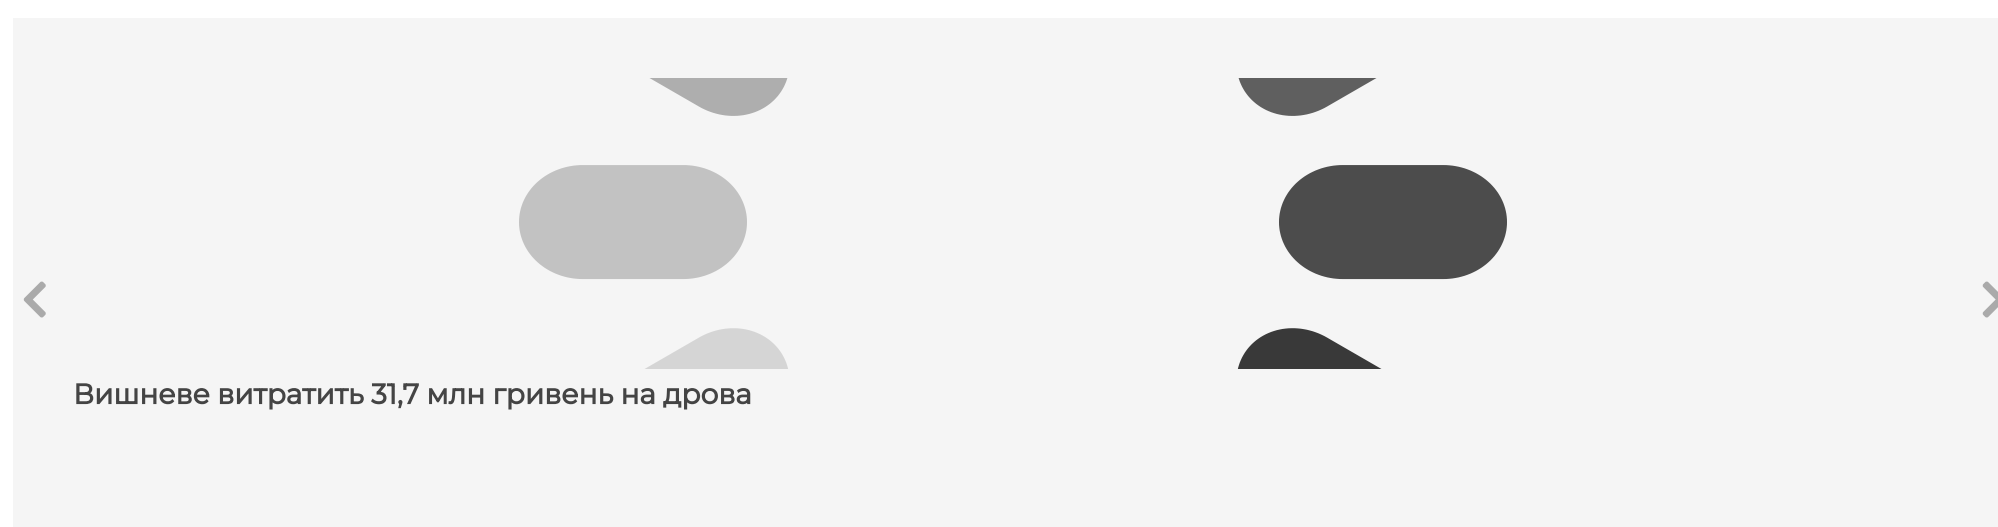 Вишневе витратить 31,7 млн гривень на дрова